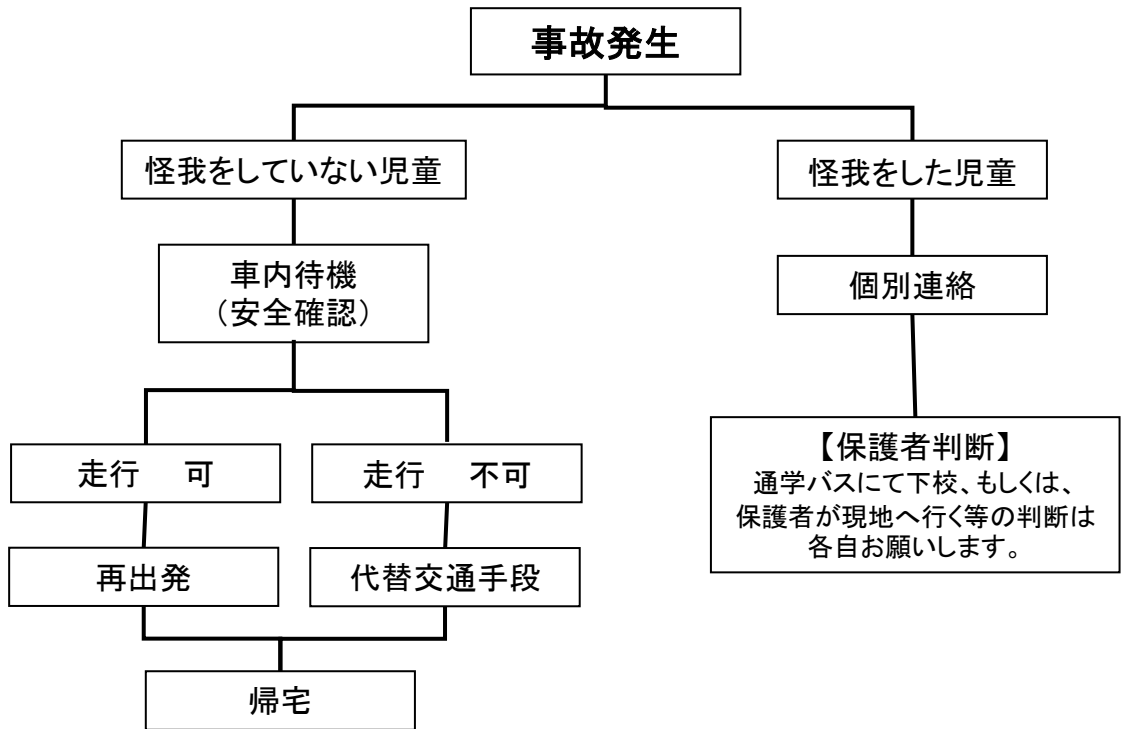 事故発生
怪我をしていない児童
怪我をした児童
車内待機
（安全確認）
個別連絡
走行　可
走行　不可
【保護者判断】
通学バスにて下校、もしくは、
保護者が現地へ行く等の判断は
各自お願いします。
再出発
代替交通手段
帰宅